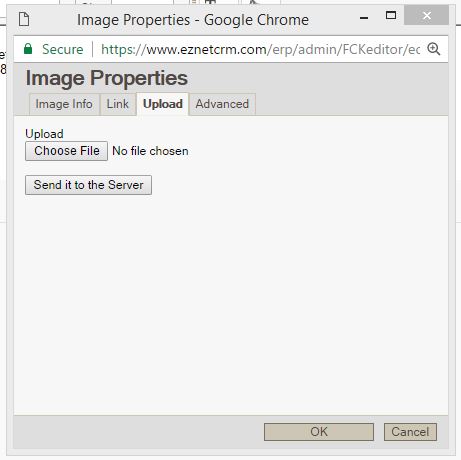 Image Properties - Google Chrome
Secure https://www.eznetcrm.com/erp/admin/FCKeditor/ec
Image Properties
Image Info Link Upload Advanced
Upload
Choose File No file chosen
Send it to the Server
OK Cancel